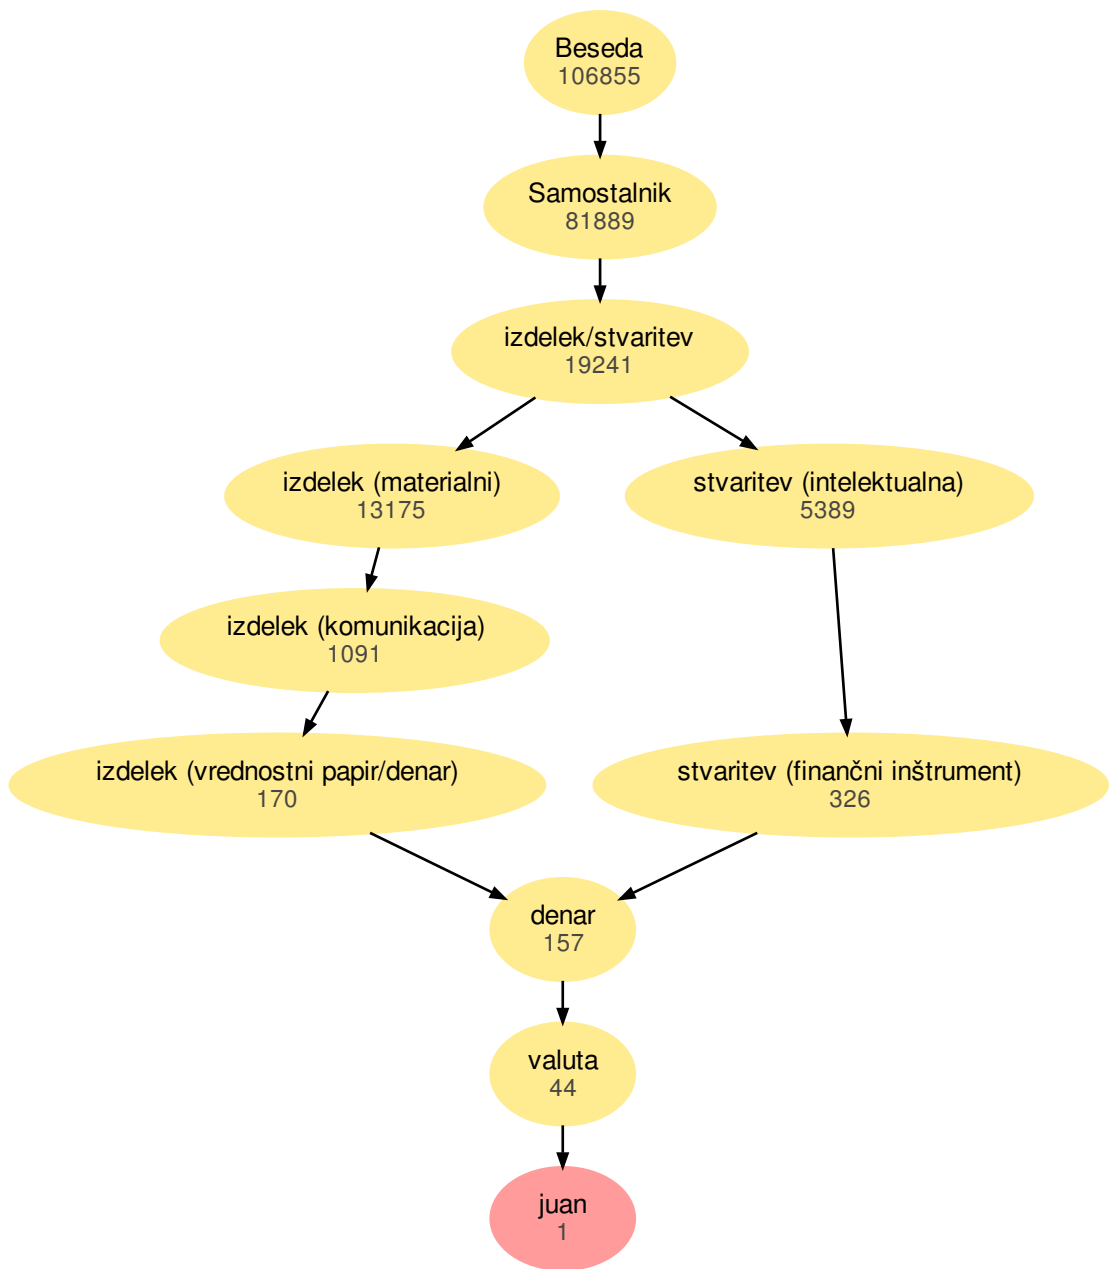 Beseda
106855
Samostalnik
81889
izdelek/stvaritev
19241
izdelek (materialni)
13175
stvaritev (intelektualna)
5389
izdelek (komunikacija)
1091
izdelek (vrednostni papir/denar)
170
stvaritev (finančni inštrument)
326
denar
157
valuta
44
juan
1